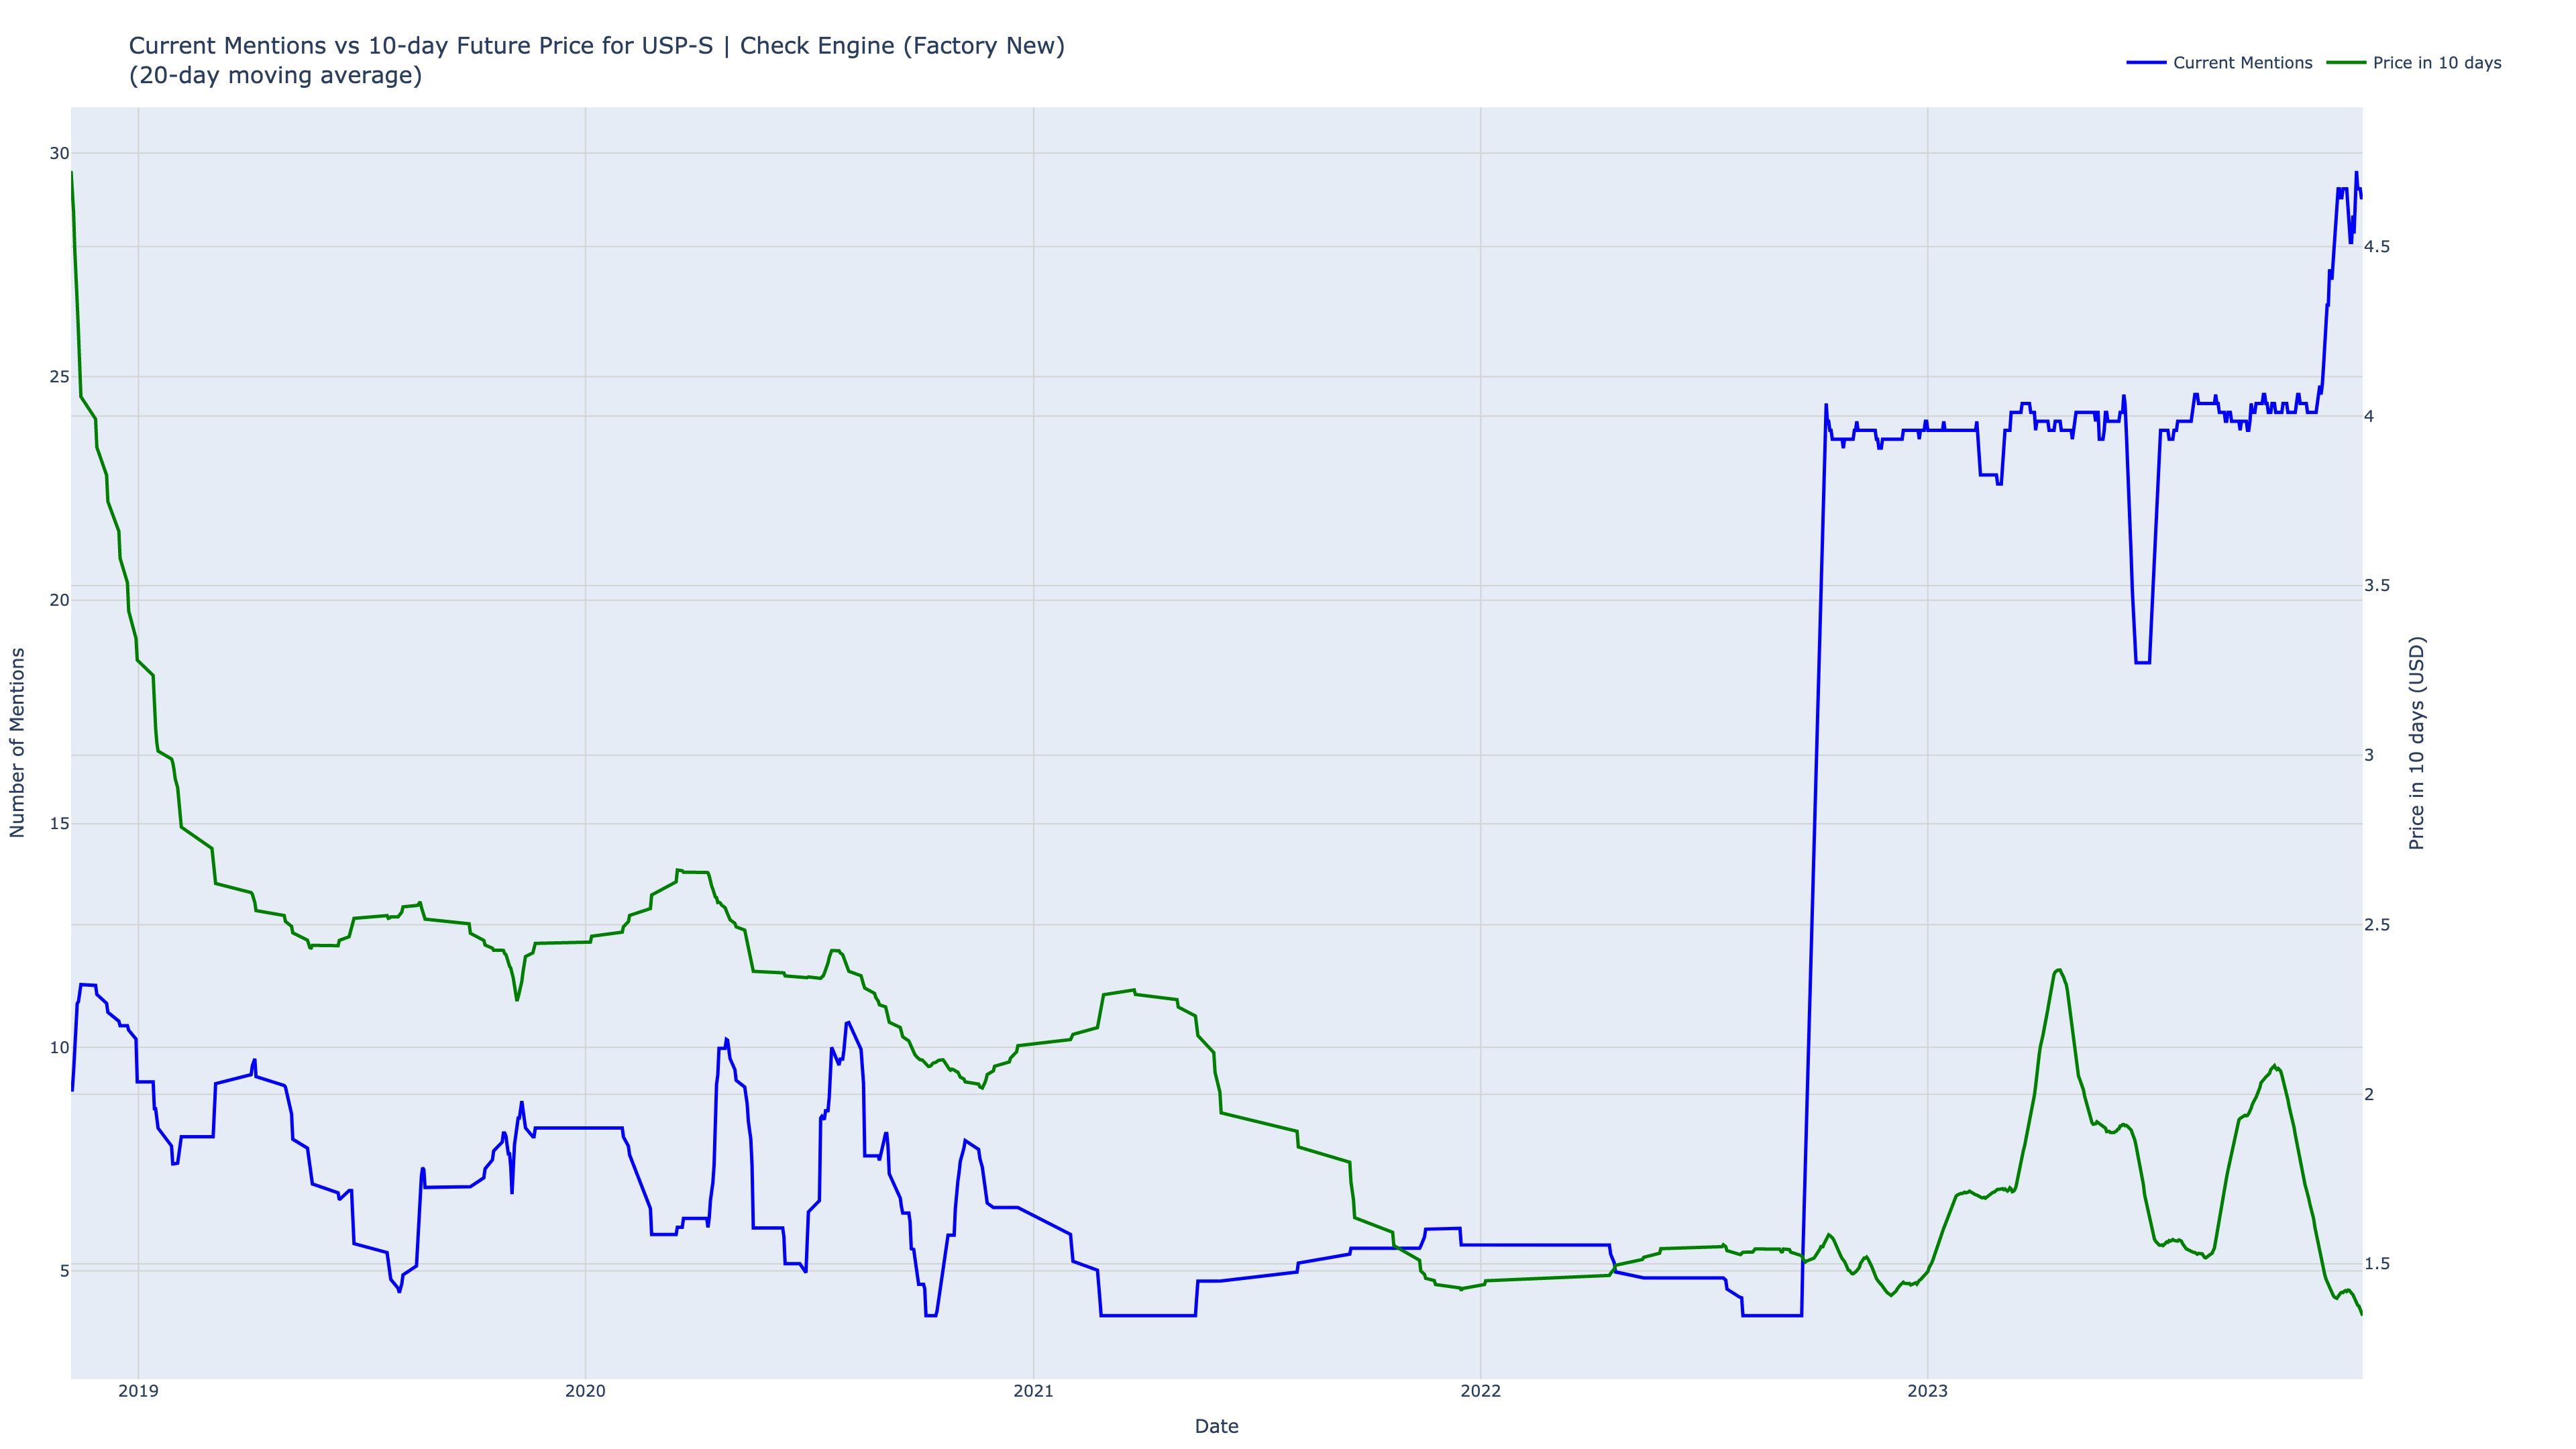 Current Mentions vs 10-day Future Price for USP-S | Check Engine (Factory New)
(20-day moving average)
Current Mentions
Price in 10 days
30
25
20
15
10
5
Number of Mentions
4.5
4
3.5
3
2.5
2
1.5
Price in 10 days (USD)
2019
2020
2021
2022
2023
Date